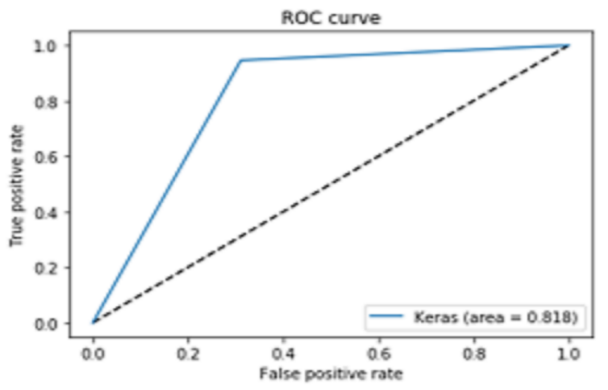 ROC curve
1.0
0.8
0.6
0.4
0.2
0.0
True positive rate
Keras (area = 0.818)
0.0 0.2 0.4 0.6 0.8 1.0
False positive rate